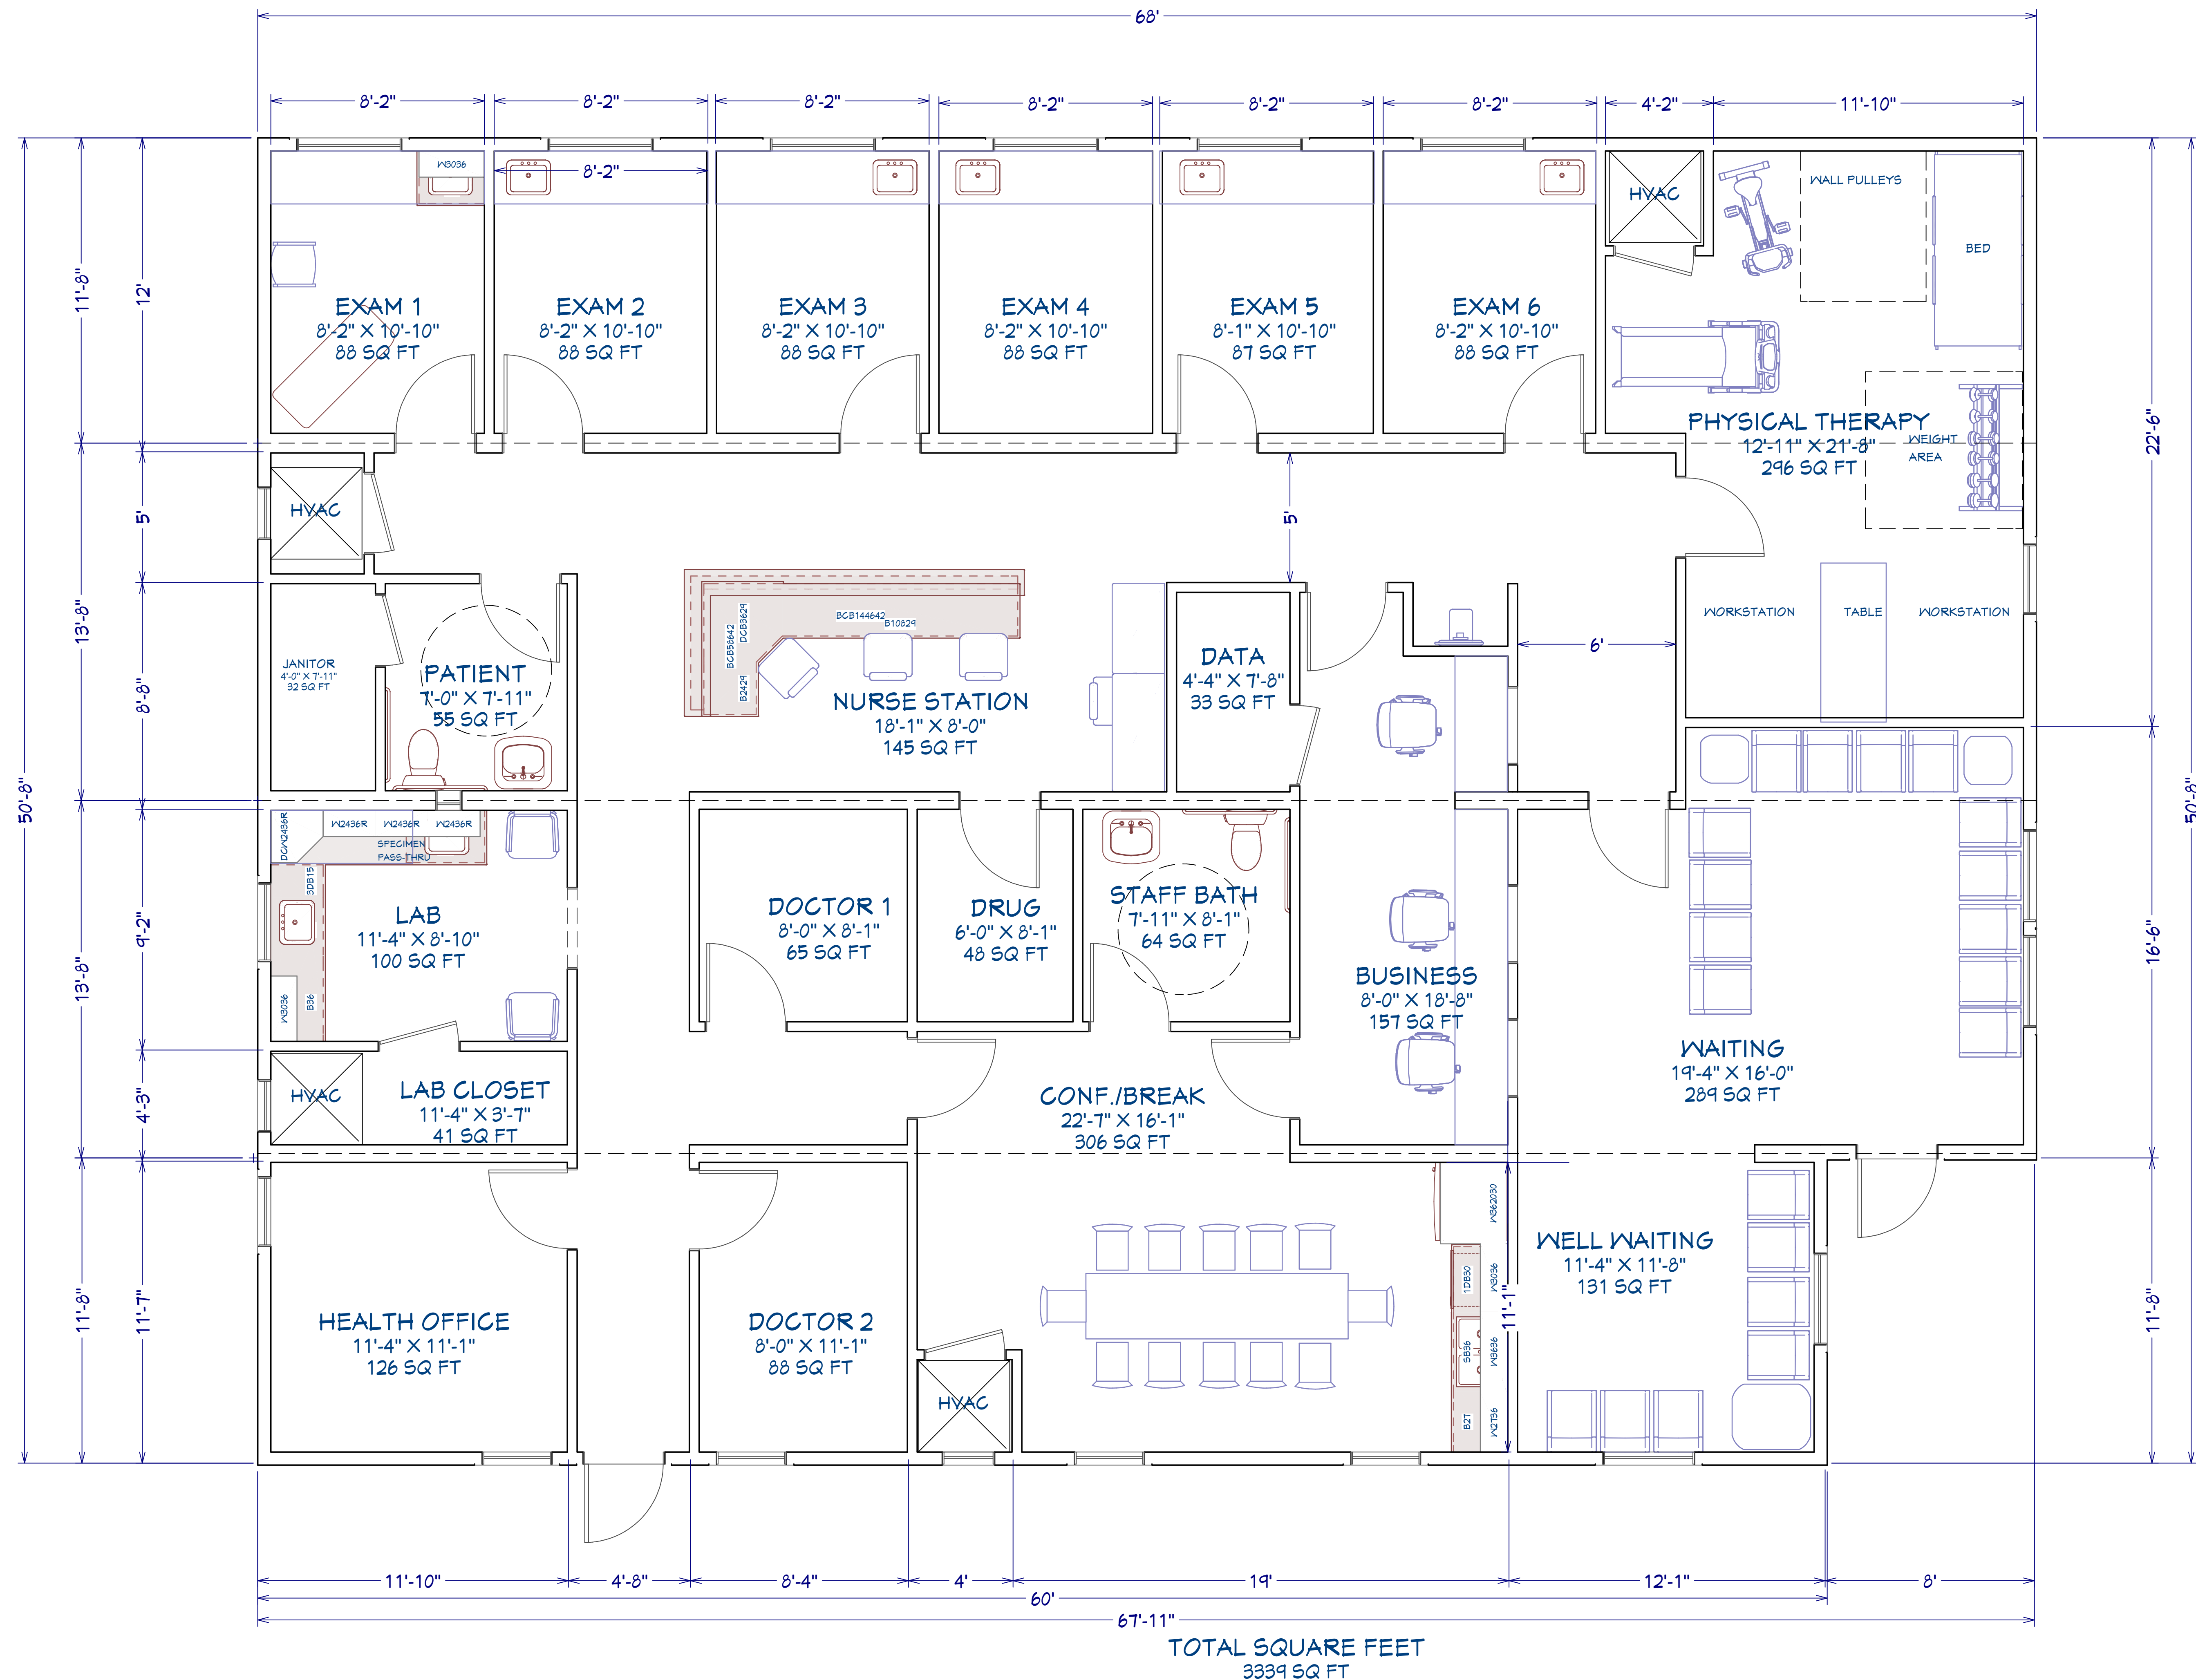 68'
8'-2"
8'-2"
8'-2"
8'-2"
8'-2"
8'-2"
4'-2"
11'-10"
W3036
8'-2"
HVAC
WALL PULLEYS
BED
EXAM 1
8'-2" X 10'-10"
88 SQ FT
EXAM 2
8'-2" X 10'-10"
88 SQ FT
EXAM 3
8'-2" X 10'-10"
88 SQ FT
EXAM 4
8'-2" X 10'-10"
88 SQ FT
EXAM 5
8'-1" X 10'-10"
87 SQ FT
EXAM 6
8'-2" X 10'-10"
88 SQ FT
11'-8"
12'
PHYSICAL THERAPY
12'-11" X 21'-8"
296 SQ FT
WEIGHT
AREA
22'-6"
HVAC
5'
5'
13'-8"
8'-8"
JANITOR
4'-0" X 7'-11"
32 SQ FT
PATIENT
7'-0" X 7'-11"
55 SQ FT
BCB58642
DCB3629
B2429
BCB144642
B10829
NURSE STATION
18'-1" X 8'-0"
145 SQ FT
DATA
4'-4" X 7'-8"
33 SQ FT
6'
WORKSTATION
TABLE
WORKSTATION
50'-8"
50'-8"
DCW2436R
W2436R
W2436R
W2436R
SPECIMEN
PASS-THRU
3DB15
W3036
B36
LAB
11'-4" X 8'-10"
100 SQ FT
13'-8"
9'-2"
DOCTOR 1
8'-0" X 8'-1"
65 SQ FT
DRUG
6'-0" X 8'-1"
48 SQ FT
STAFF BATH
7'-11" X 8'-1"
64 SQ FT
BUSINESS
8'-0" X 18'-8"
157 SQ FT
WAITING
19'-4" X 16'-0"
289 SQ FT
16'-6"
4'-3"
HVAC
LAB CLOSET
11'-4" X 3'-7"
41 SQ FT
CONF./BREAK
22'-7" X 16'-1"
306 SQ FT
11'-8"
11'-7"
HEALTH OFFICE
11'-4" X 11'-1"
126 SQ FT
DOCTOR 2
8'-0" X 11'-1"
88 SQ FT
HVAC
W362030
1DB30
W3036
11'-1"
SB36
W3636
B27
W2736
WELL WAITING
11'-4" X 11'-8"
131 SQ FT
11'-8"
11'-10"
4'-8"
8'-4"
4'
19'
12'-1"
8'
60'
67'-11"
TOTAL SQUARE FEET
3339 SQ FT